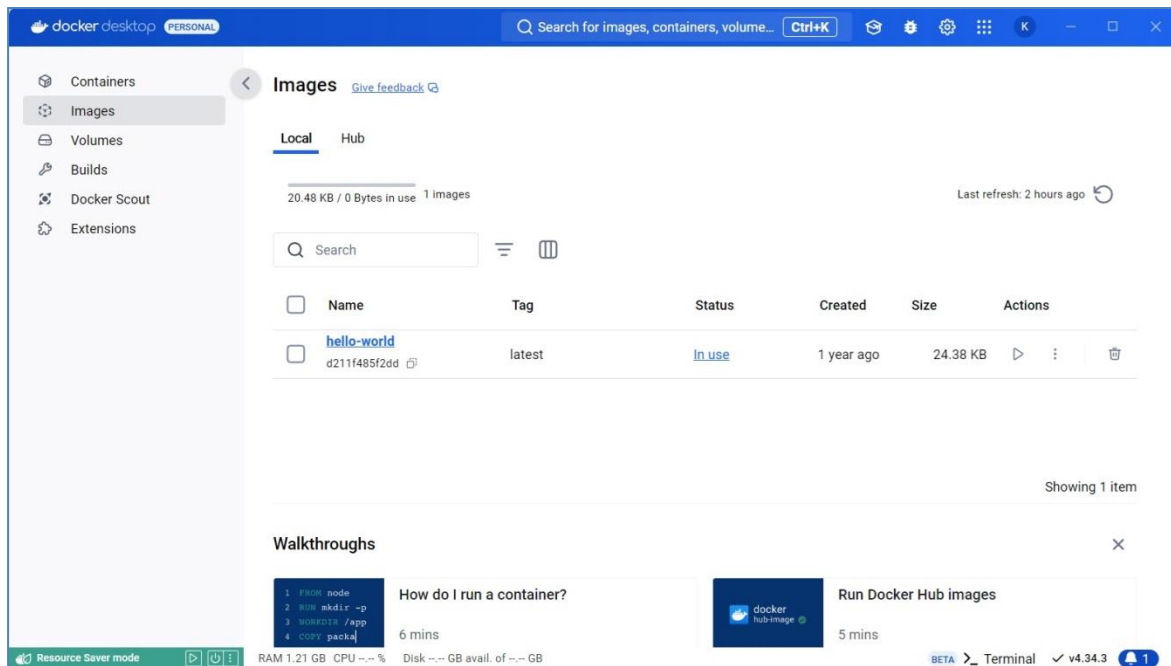 docker desktop PERSONAL
Search for images, containers, volume... Ctrl+K
K
Containers
Images
Volumes
Builds
Docker Scout
Extensions
Images Give feedback
Local Hub
20.48 KB / 0 Bytes in use 1 images
Last refresh: 2 hours ago
Search
Name Tag Status Created Size Actions
hello-world
d211f485f2dd
latest In use 1 year ago 24.38 KB
Showing 1 item
Walkthroughs
1 FROM node
2 RUN mkdir -p
3 WORKDIR /app
4 COPY packa
How do I run a container?
6 mins
docker
hub-image
Run Docker Hub images
5 mins
Resource Saver mode
RAM 1.21 GB CPU --.-- % Disk --.-- GB avail. of --.-- GB
BETA >_ Terminal v4.34.3 1